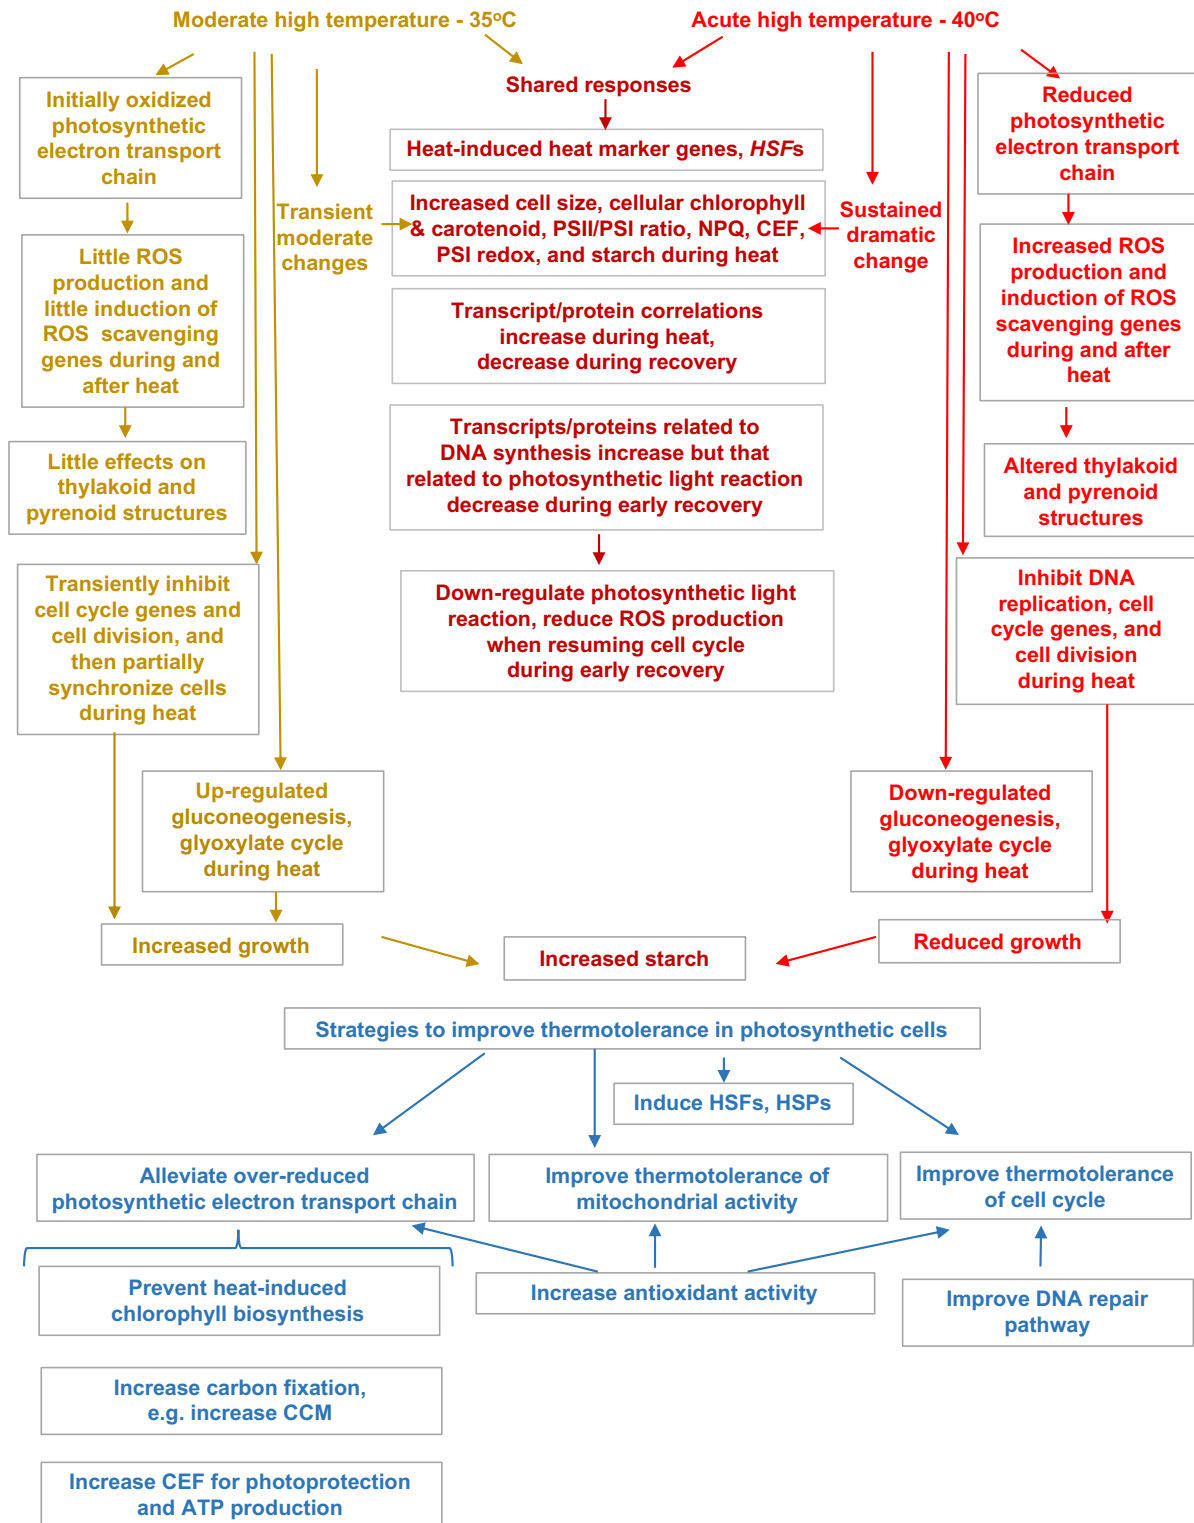 Moderate high temperature - 35ºC
Acute high temperature - 40ºC
Shared responses
Initially oxidized
photosynthetic
electron transport
chain
Heat-induced heat marker genes, HSFs
Reduced
photosynthetic
electron transport
chain
Transient
moderate
changes
Increased cell size, cellular chlorophyll
& carotenoid, PSII/PSI ratio, NPQ, CEF,
PSI redox, and starch during heat
Sustained
dramatic
change
Little ROS
production and
little induction of
ROS scavenging
genes during and
after heat
Transcript/protein correlations
increase during heat,
decrease during recovery
Increased ROS
production and
induction of ROS
scavenging genes
during and after
heat
Little effects on
thylakoid and
pyrenoid structures
Transcripts/proteins related to
DNA synthesis increase but that
related to photosynthetic light reaction
decrease during early recovery
Altered thylakoid
and pyrenoid
structures
Transiently inhibit
cell cycle genes and
cell division, and
then partially
synchronize cells
during heat
Down-regulate photosynthetic light
reaction, reduce ROS production
when resuming cell cycle
during early recovery
Inhibit DNA
replication, cell
cycle genes, and
cell division
during heat
Up-regulated
gluconeogenesis,
glyoxylate cycle
during heat
Down-regulated
gluconeogenesis,
glyoxylate cycle
during heat
Increased growth
Increased starch
Reduced growth
Strategies to improve thermotolerance in photosynthetic cells
Induce HSFs, HSPs
Alleviate over-reduced
photosynthetic electron transport chain
Improve thermotolerance of
mitochondrial activity
Improve thermotolerance
of cell cycle
Prevent heat-induced
chlorophyll biosynthesis
Increase antioxidant activity
Improve DNA repair
pathway
Increase carbon fixation,
e.g. increase CCM
Increase CEF for photoprotection
and ATP production